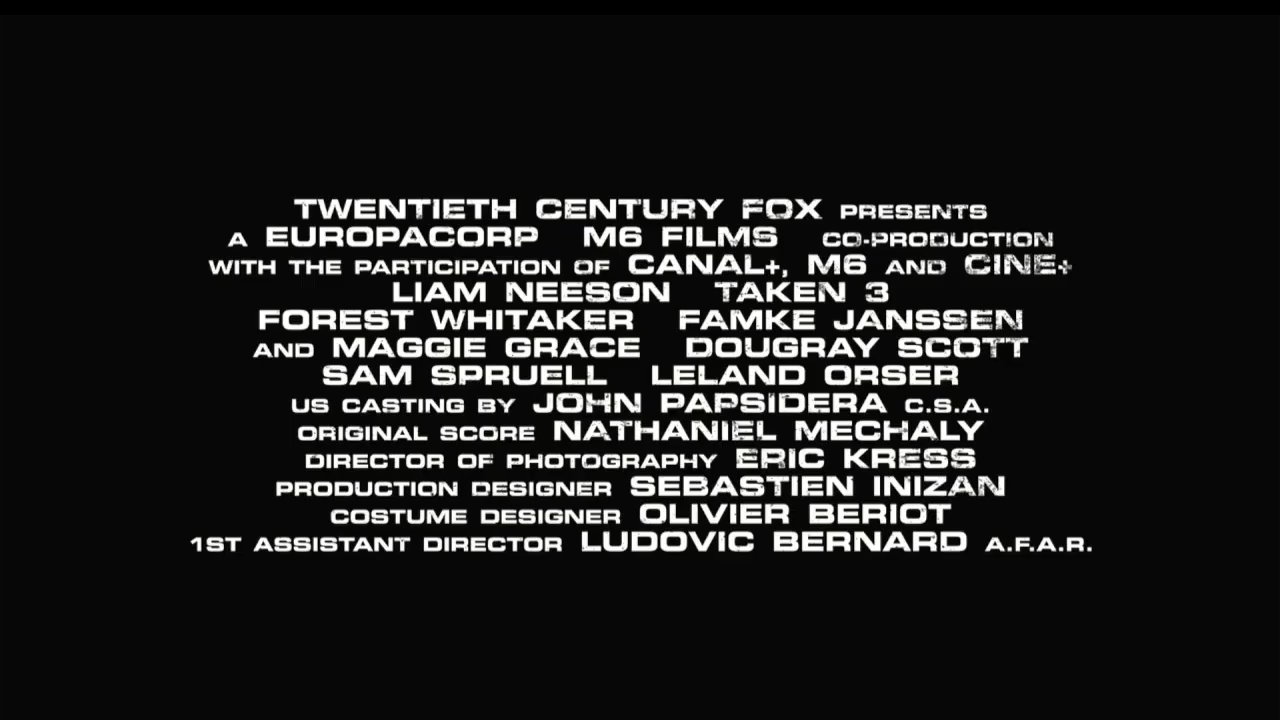 TWENTIETH CENTURY FOX PRESENTS
A EUROPACORP M6 FILMS CO-PRODUCTION
WITH THE PARTICIPATION OF CANAL+, M6 AND CINE+
LIAM NEESON TAKEN 3
FOREST WHITAKER FAMKE JANSSEN
AND MAGGIE GRACE DOUGRAY SCOTT
SAM SPRUELL LELAND ORSER
US CASTING BY JOHN PAPSIDERA C.S.A.
ORIGINAL SCORE NATHANIEL MECHALY
DIRECTOR OF PHOTOGRAPHY ERIC KRESS
PRODUCTION DESIGNER SEBASTIEN INIZAN
COSTUME DESIGNER OLIVIER BERIOT
1ST ASSISTANT DIRECTOR LUDOVIC BERNARD A.F.A.R.